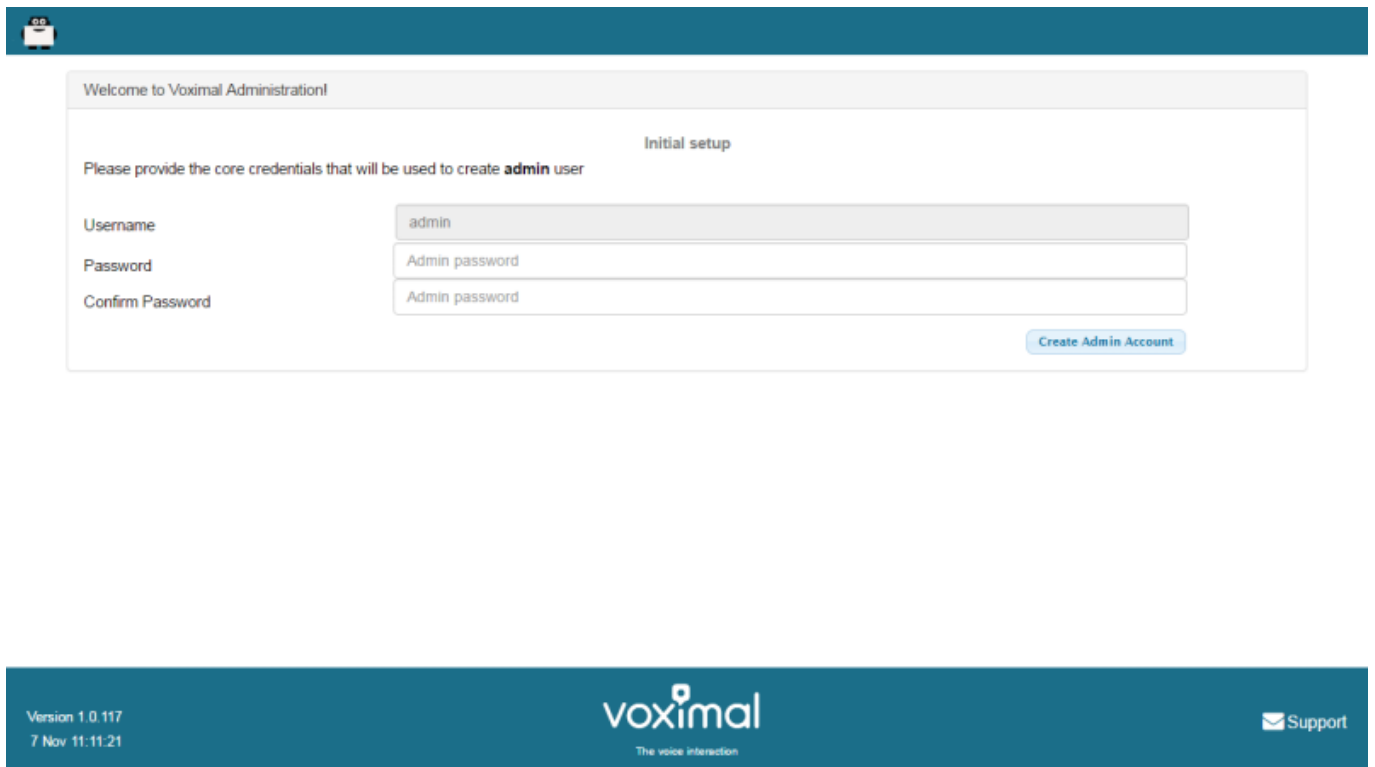 Welcome to Voximal Administration!
Initial setup
Please provide the core credentials that will be used to create admin user
Username
admin
Password
Admin password
Confirm Password
Admin password
Create Admin Account
Version 1.0.117
7 Nov 11:11:21
voximal
The voice interaction
Support